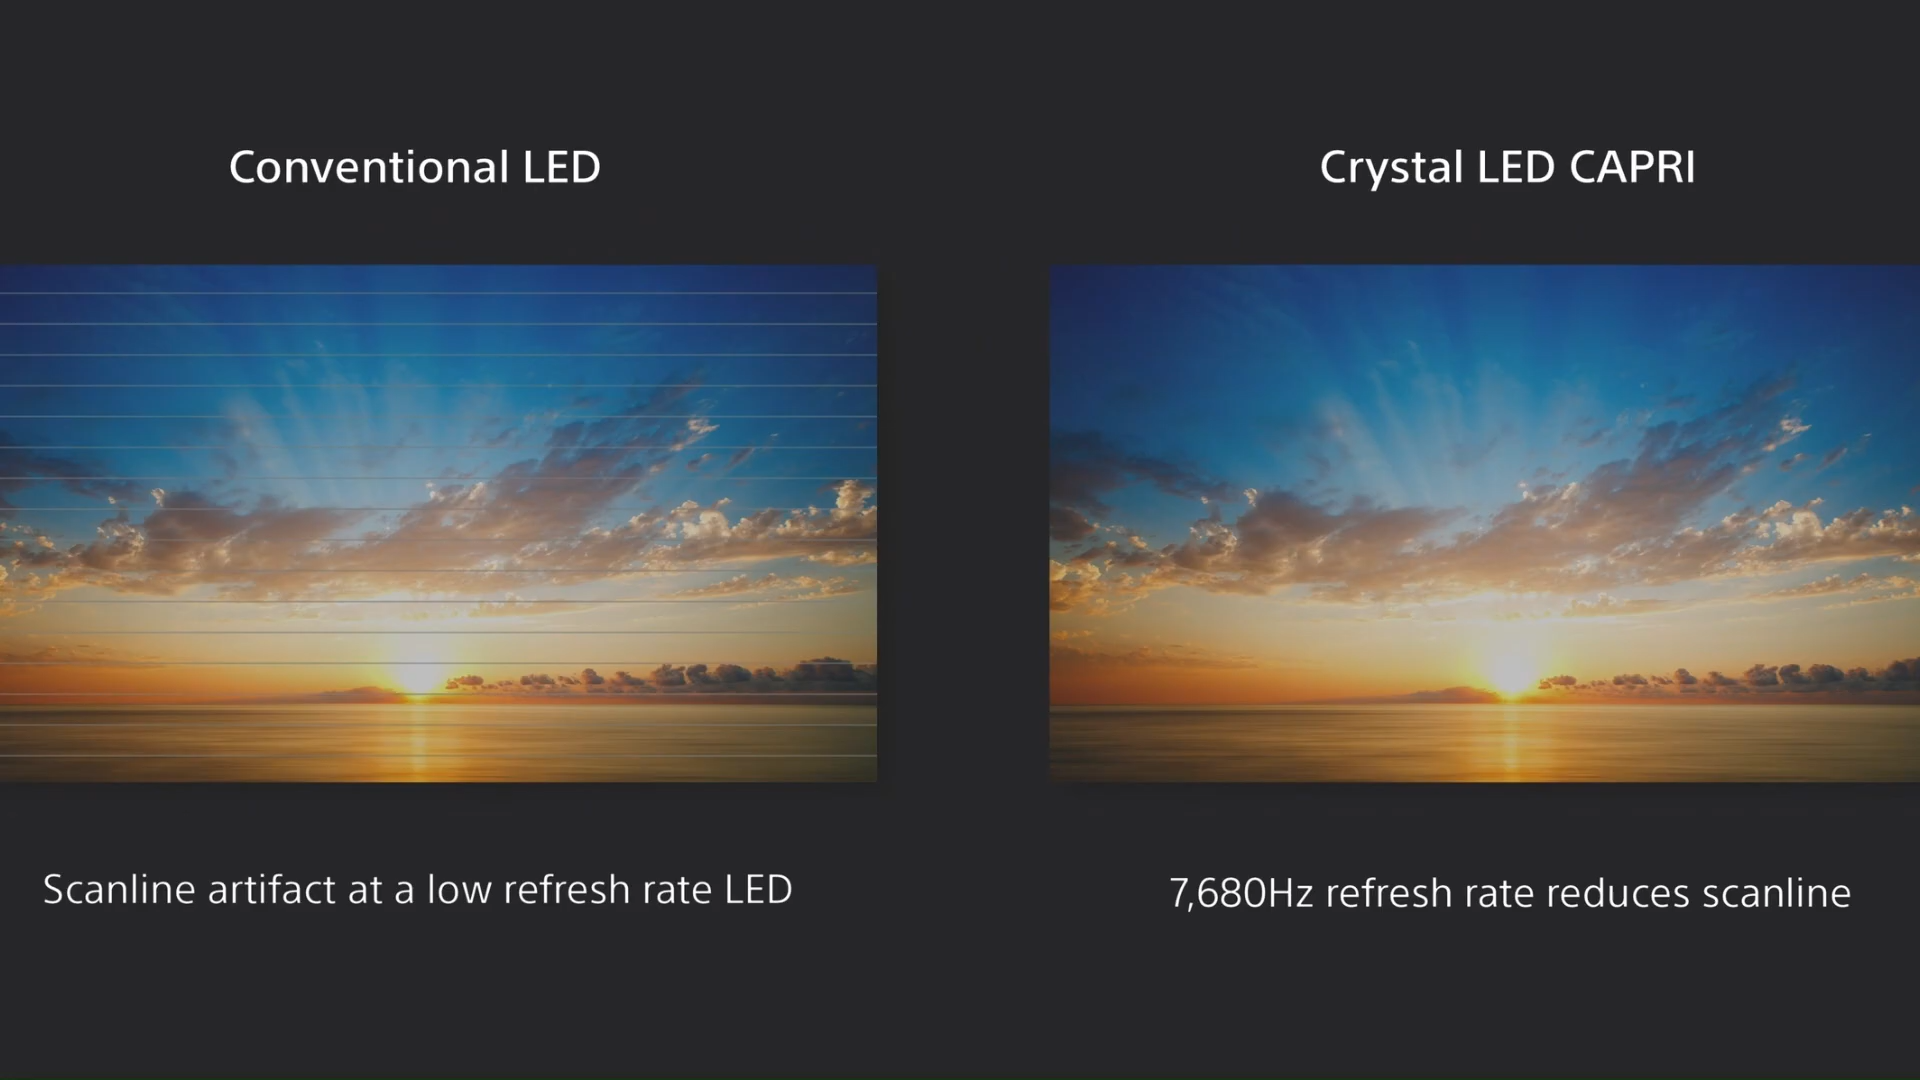 Conventional LED
Crystal LED CAPRI
Scanline artifact at a low refresh rate LED
7,680Hz refresh rate reduces scanline